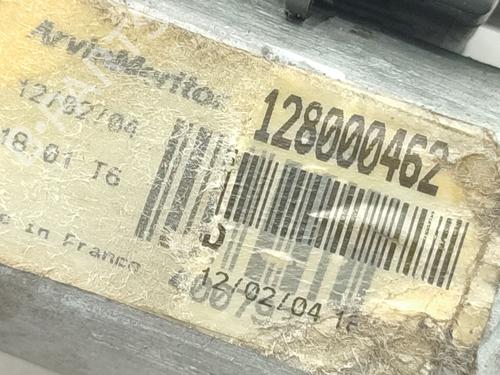 ArvinMeritor
12/02/04
18 01 T6
in France
128000462
12/02/04